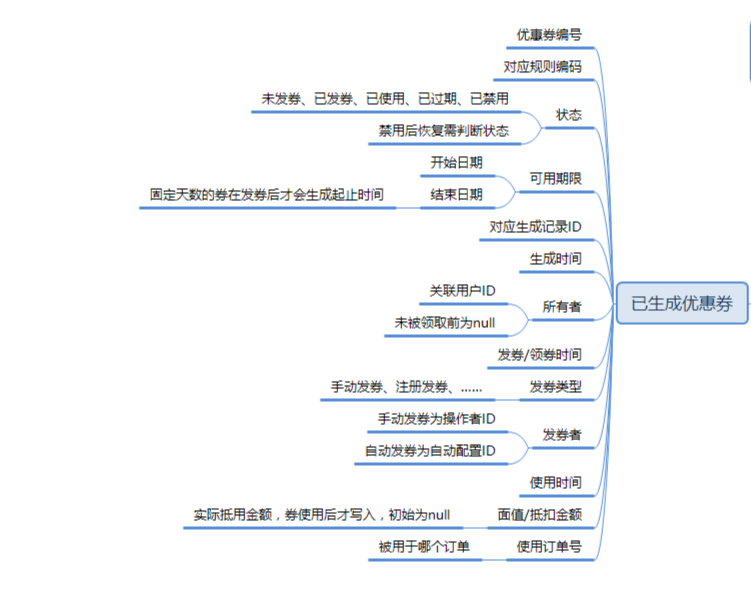 优惠券编号
对应规则编码
未发券、已发券、已使用、已过期、已禁用
状态
禁用后恢复需判断状态
开始日期
可用期限
固定天数的券在发券后才会生成起止时间
结束日期
对应生成记录ID
生成时间
关联用户ID
所有者
已生成优惠券
未被领取前为null
发券/领券时间
手动发券、注册发券、……
发券类型
手动发券为操作者ID
发券者
自动发券为自动配置ID
使用时间
实际抵用金额，券使用后才写入，初始为null
面值/抵扣金额
被用于哪个订单
使用订单号